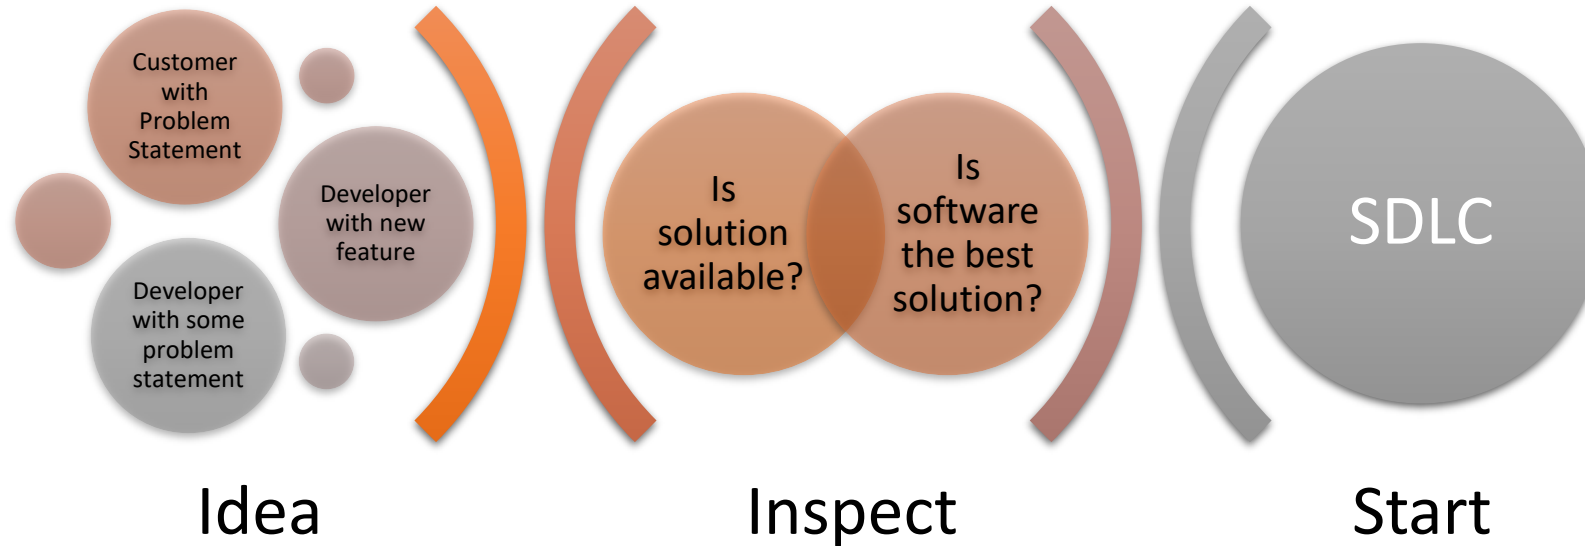 Customer
with
Problem
Statement
Developer
with new
feature
Developer
with some
problem
statement
Is
solution
available?
Is
software
the best
solution?
SDLC
Idea
Inspect
Start